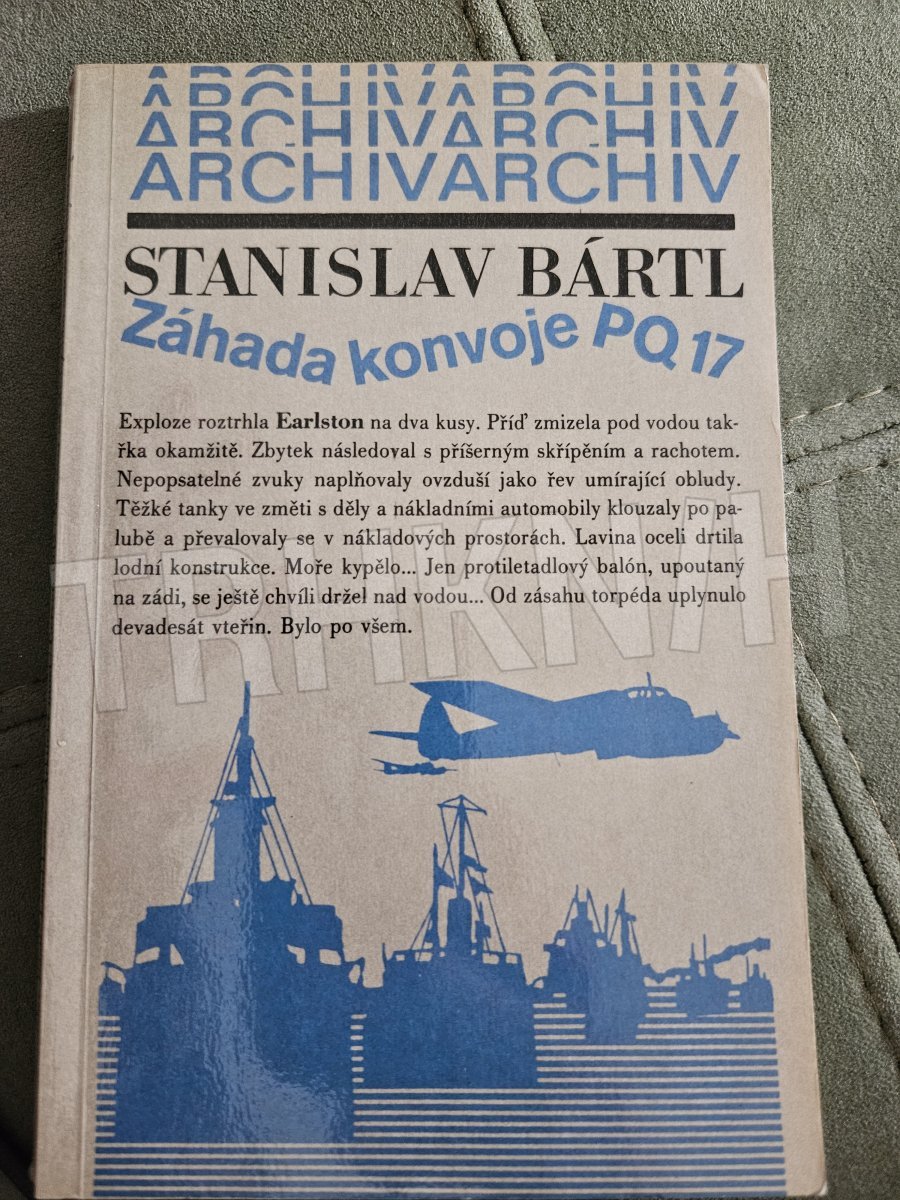 ARCHIVARCHIV
ARCHIVARCHIV
ARCHIVARCHIV
STANISLAV BÁRTL
Záhada konvoje PQ 17
Exploze roztrhla Earlston na dva kusy. Příď zmizela pod vodou tak-
řka okamžitě. Zbytek následoval s příšerným skřípěním a rachotem.
Nepopsatelné zvuky naplňovaly ovzduší jako řev umírající obludy.
Těžké tanky ve změti s děly a nákladními automobily klouzaly po pa-
lubě a převalovaly se v nákladových prostorách. Lavina oceli drtila
lodní konstrukce. Moře kypělo... Jen protiletadlový balón, upoutaný
na zádi, se ještě chvíli držel nad vodou... Od zásahu torpéda uplynulo
devadesát vteřin. Bylo po všem.